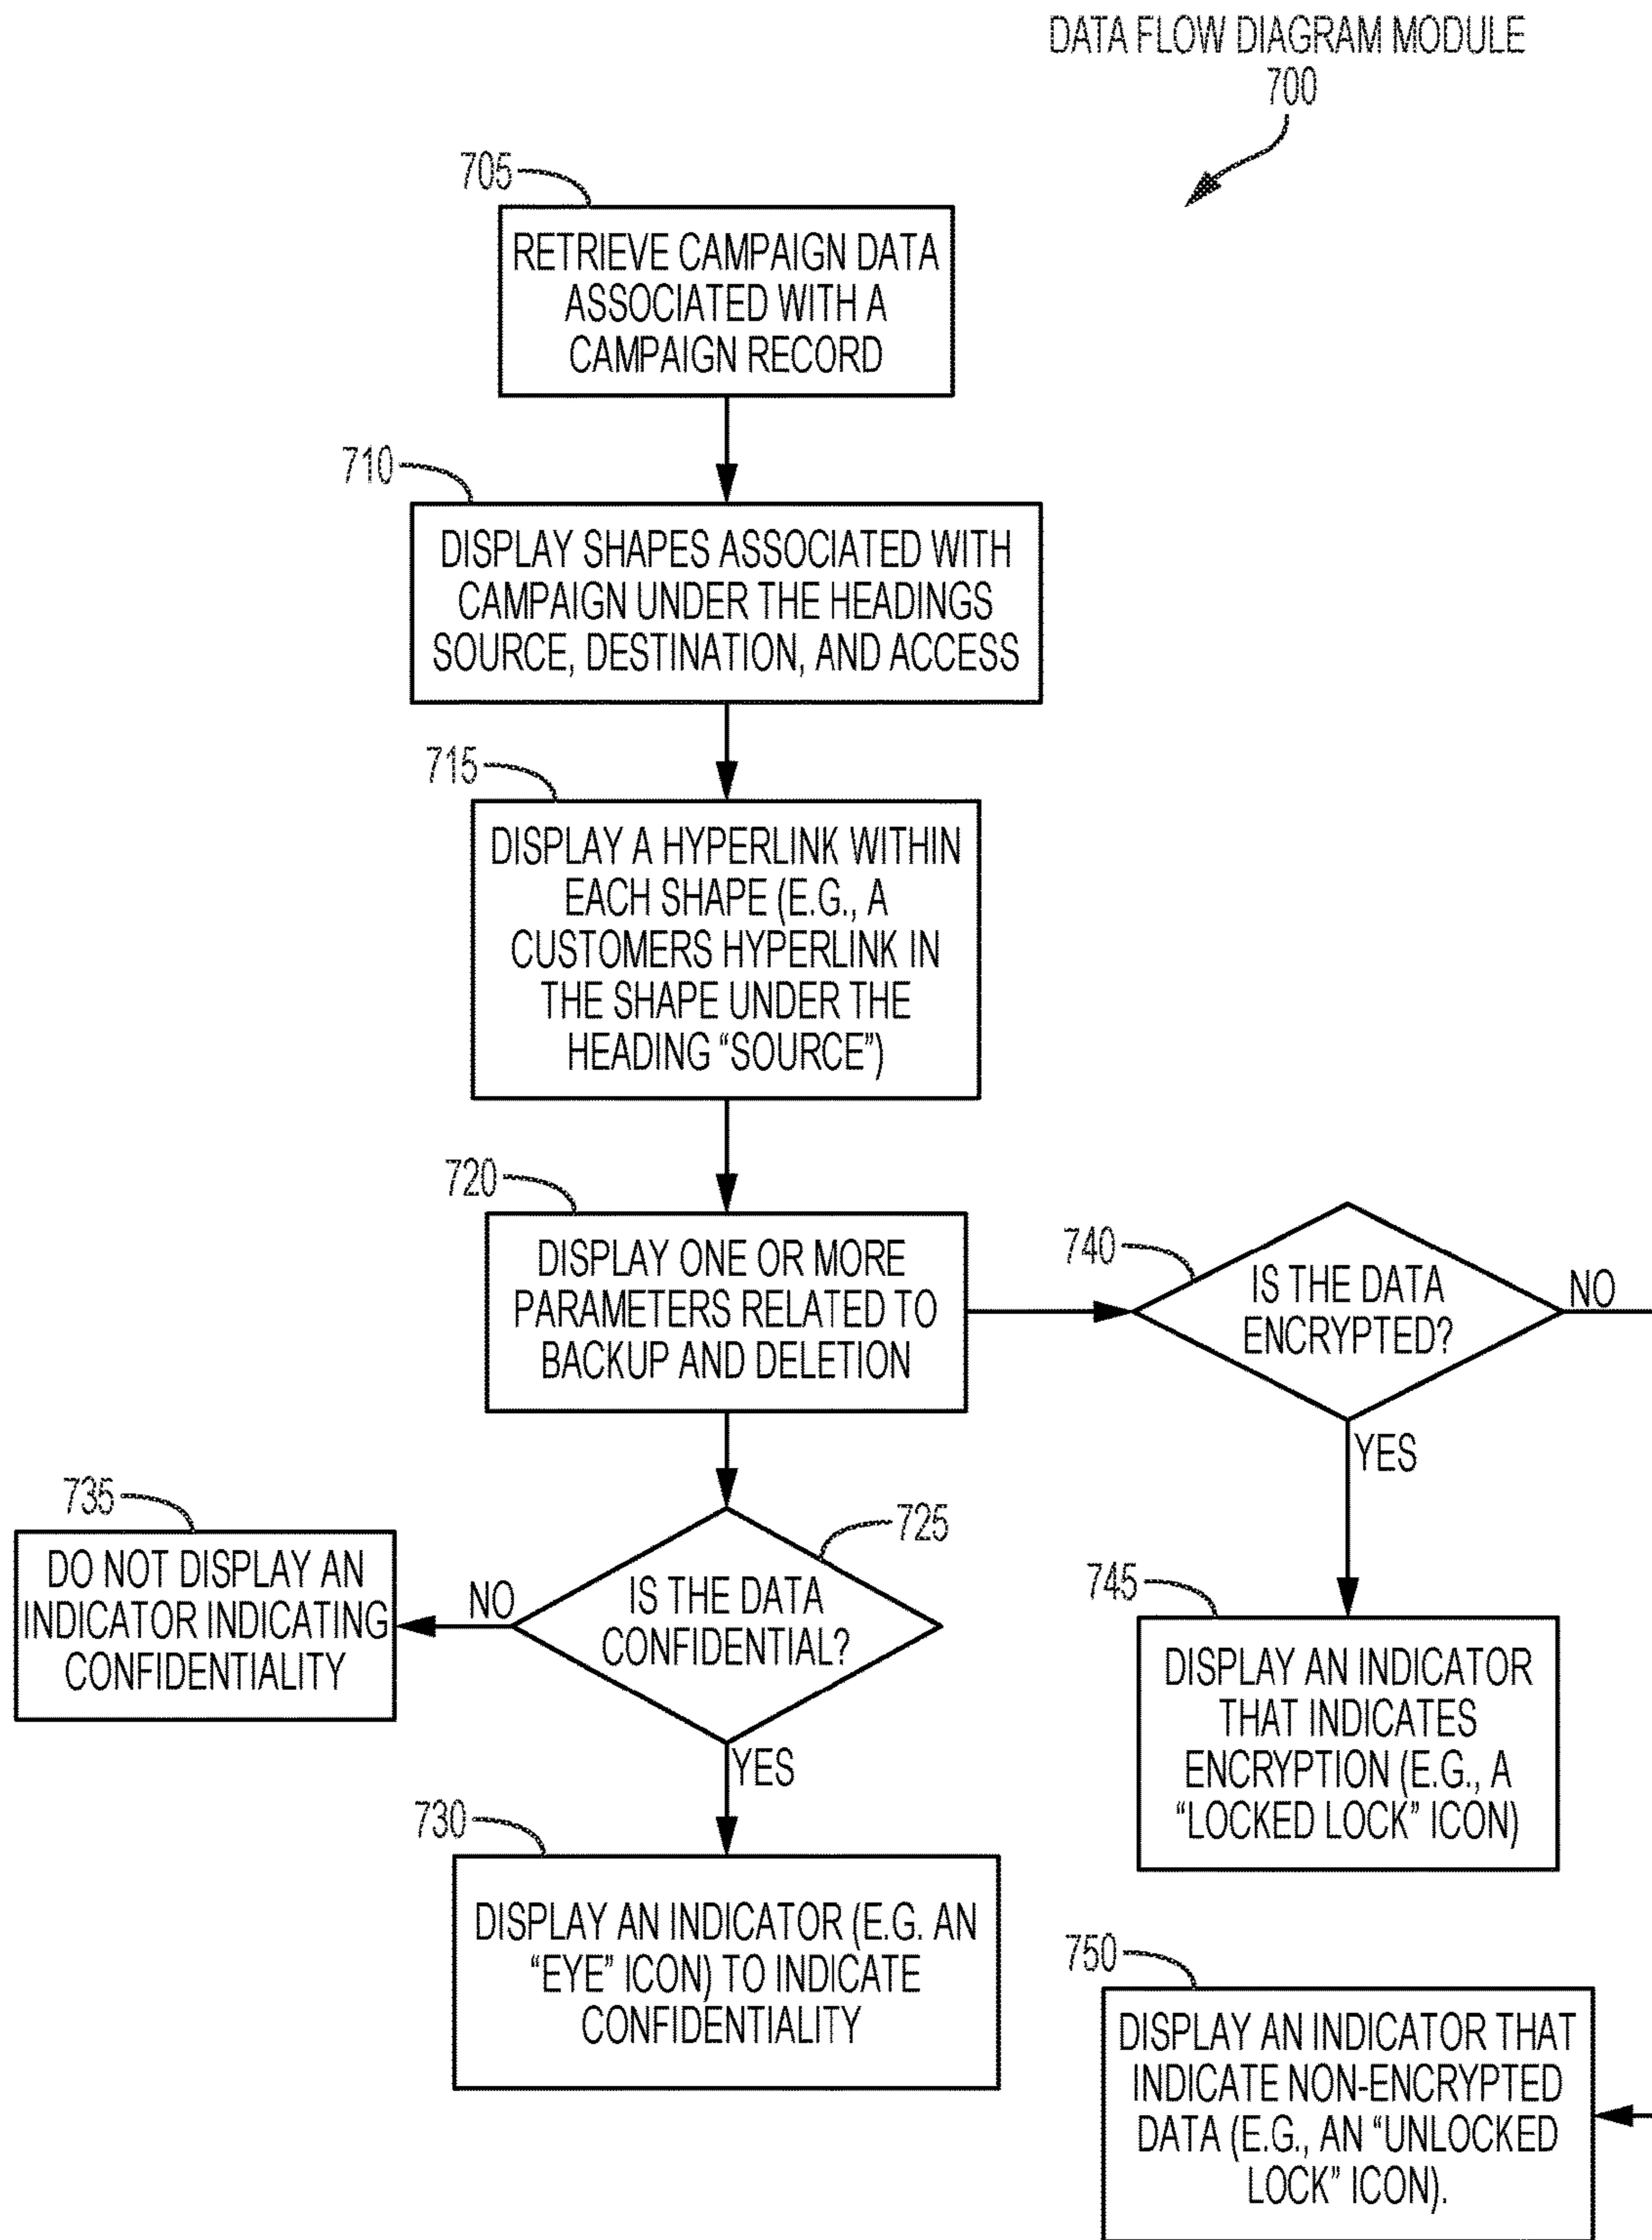 DATA FLOW DIAGRAM MODULE
700
705
RETRIEVE CAMPAIGN DATA
ASSOCIATED WITH A
CAMPAIGN RECORD
710
DISPLAY SHAPES ASSOCIATED WITH
CAMPAIGN UNDER THE HEADINGS
SOURCE, DESTINATION, AND ACCESS
715
DISPLAY A HYPERLINK WITHIN
EACH SHAPE (E.G., A
CUSTOMERS HYPERLINK IN
THE SHAPE UNDER THE
HEADING “SOURCE”)
720
DISPLAY ONE OR MORE
PARAMETERS RELATED TO
BACKUP AND DELETION
740
IS THE DATA
ENCRYPTED?
NO
YES
735
DO NOT DISPLAY AN
INDICATOR INDICATING
CONFIDENTIALITY
NO
725
IS THE DATA
CONFIDENTIAL?
YES
745
DISPLAY AN INDICATOR
THAT INDICATES
ENCRYPTION (E.G., A
“LOCKED LOCK” ICON)
730
DISPLAY AN INDICATOR (E.G. AN
“EYE” ICON) TO INDICATE
CONFIDENTIALITY
750
DISPLAY AN INDICATOR THAT
INDICATE NON-ENCRYPTED
DATA (E.G., AN “UNLOCKED
LOCK” ICON).